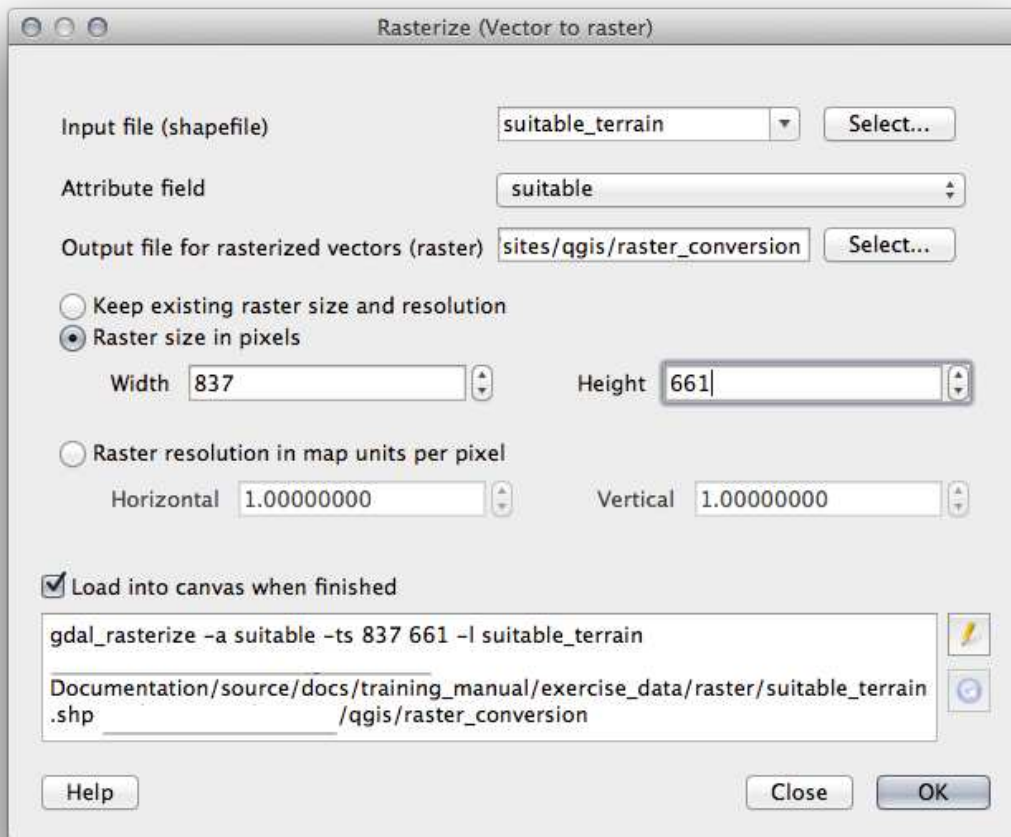 Rasterize (Vector to raster)
Input file (shapefile) suitable_terrain Select...
Attribute field suitable
Output file for rasterized vectors (raster) sites/qgis/raster_conversion Select...
Keep existing raster size and resolution
Raster size in pixels
Width 837 Height 661
Raster resolution in map units per pixel
Horizontal 1.00000000 Vertical 1.00000000
Load into canvas when finished
gdal_rasterize -a suitable -ts 837 661 -l suitable_terrain
Documentation/source/docs/training_manual/exercise_data/raster/suitable_terrain
.shp /qgis/raster_conversion
Help Close OK